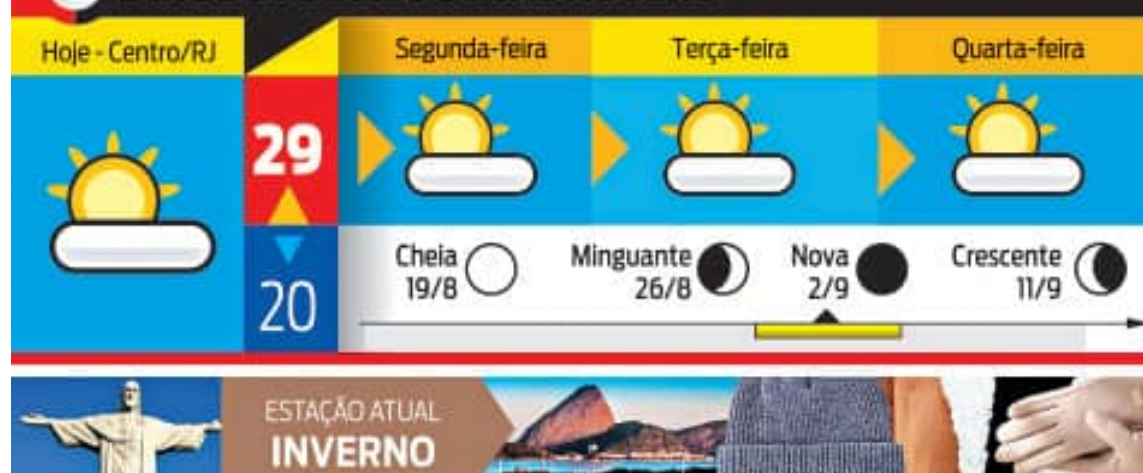 Hoje - Centro/RJ
Segunda-feira
Terça-feira
Quarta-feira
29
20
Cheia
19/8
Minguante
26/8
Nova
2/9
Crescente
11/9
ESTAÇÃO ATUAL
INVERNO